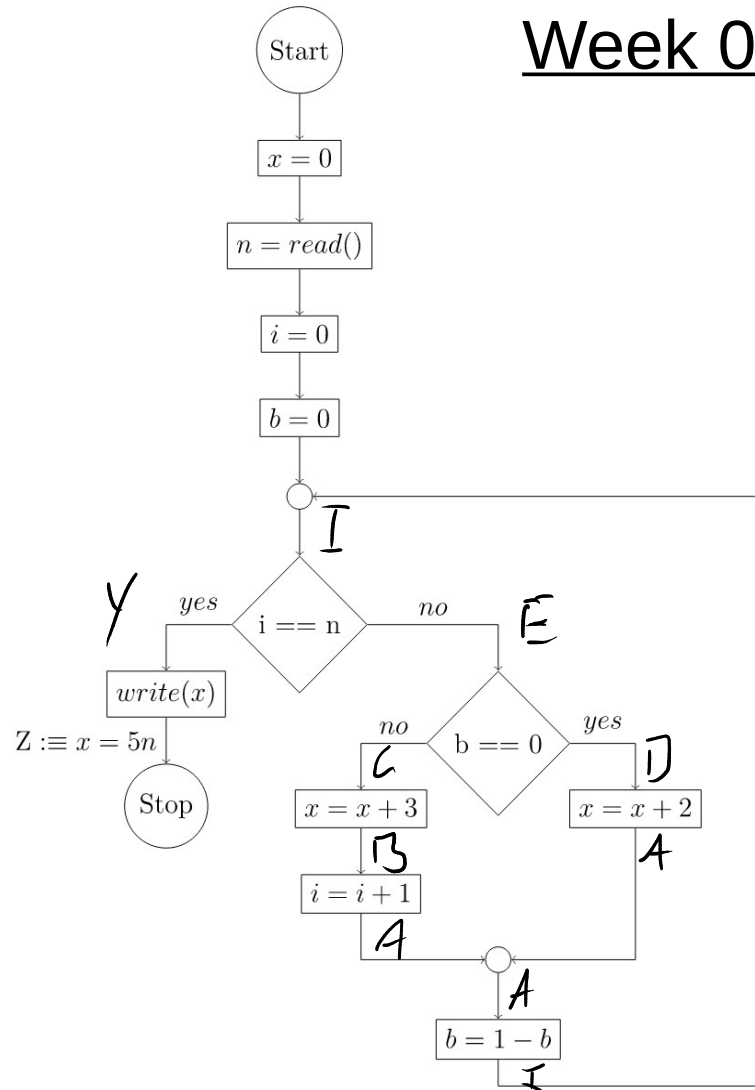 Week 0
Start
x = 0
n = read()
i = 0
b = 0
I
Y
yes
i == n
no
E
write(x)
Z :≡ x = 5n
Stop
no
b == 0
yes
C
D
x = x + 3
x = x + 2
B
A
i = i + 1
A
A
b = 1 − b
I